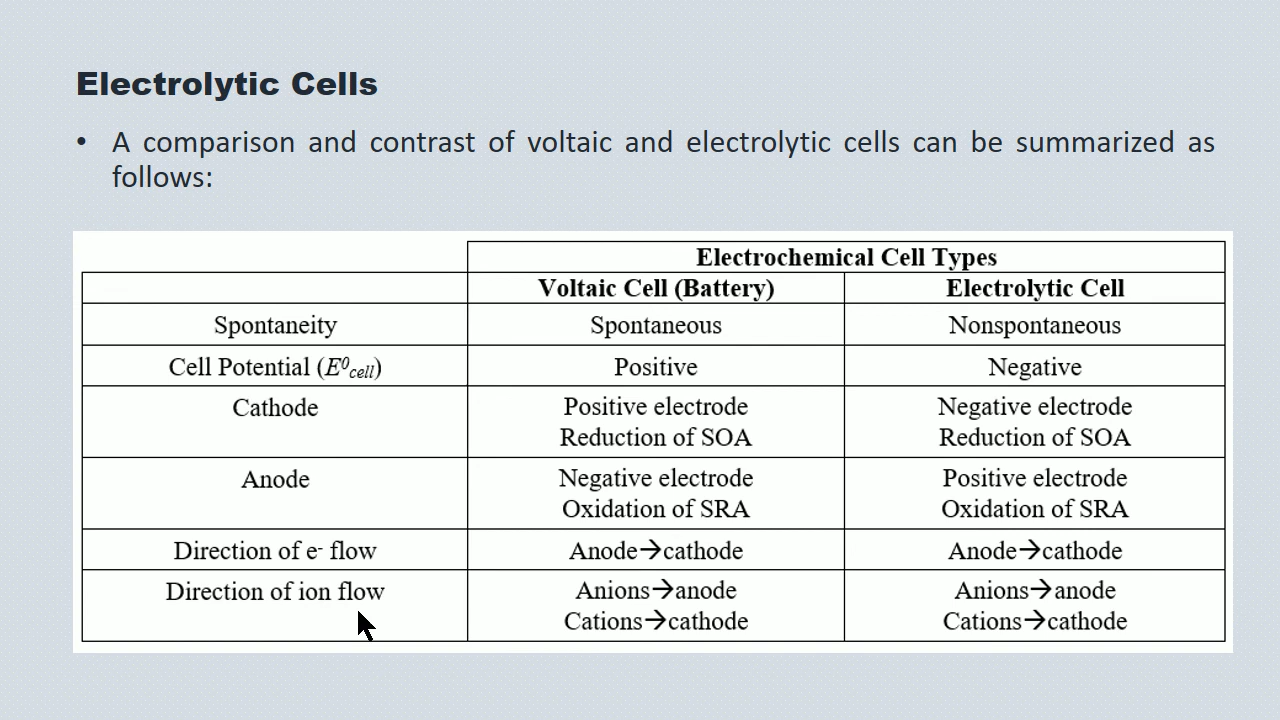 Electrolytic Cells
• A comparison and contrast of voltaic and electrolytic cells can be summarized as
follows:
Electrochemical Cell Types
Voltaic Cell (Battery) Electrolytic Cell
Spontaneity Spontaneous Nonspontaneous
Cell Potential (E⁰cell) Positive Negative
Cathode Positive electrode Negative electrode
Reduction of SOA Reduction of SOA
Anode Negative electrode Positive electrode
Oxidation of SRA Oxidation of SRA
Direction of e⁻ flow Anode→cathode Anode→cathode
Direction of ion flow Anions→anode Anions→anode
Cations→cathode Cations→cathode